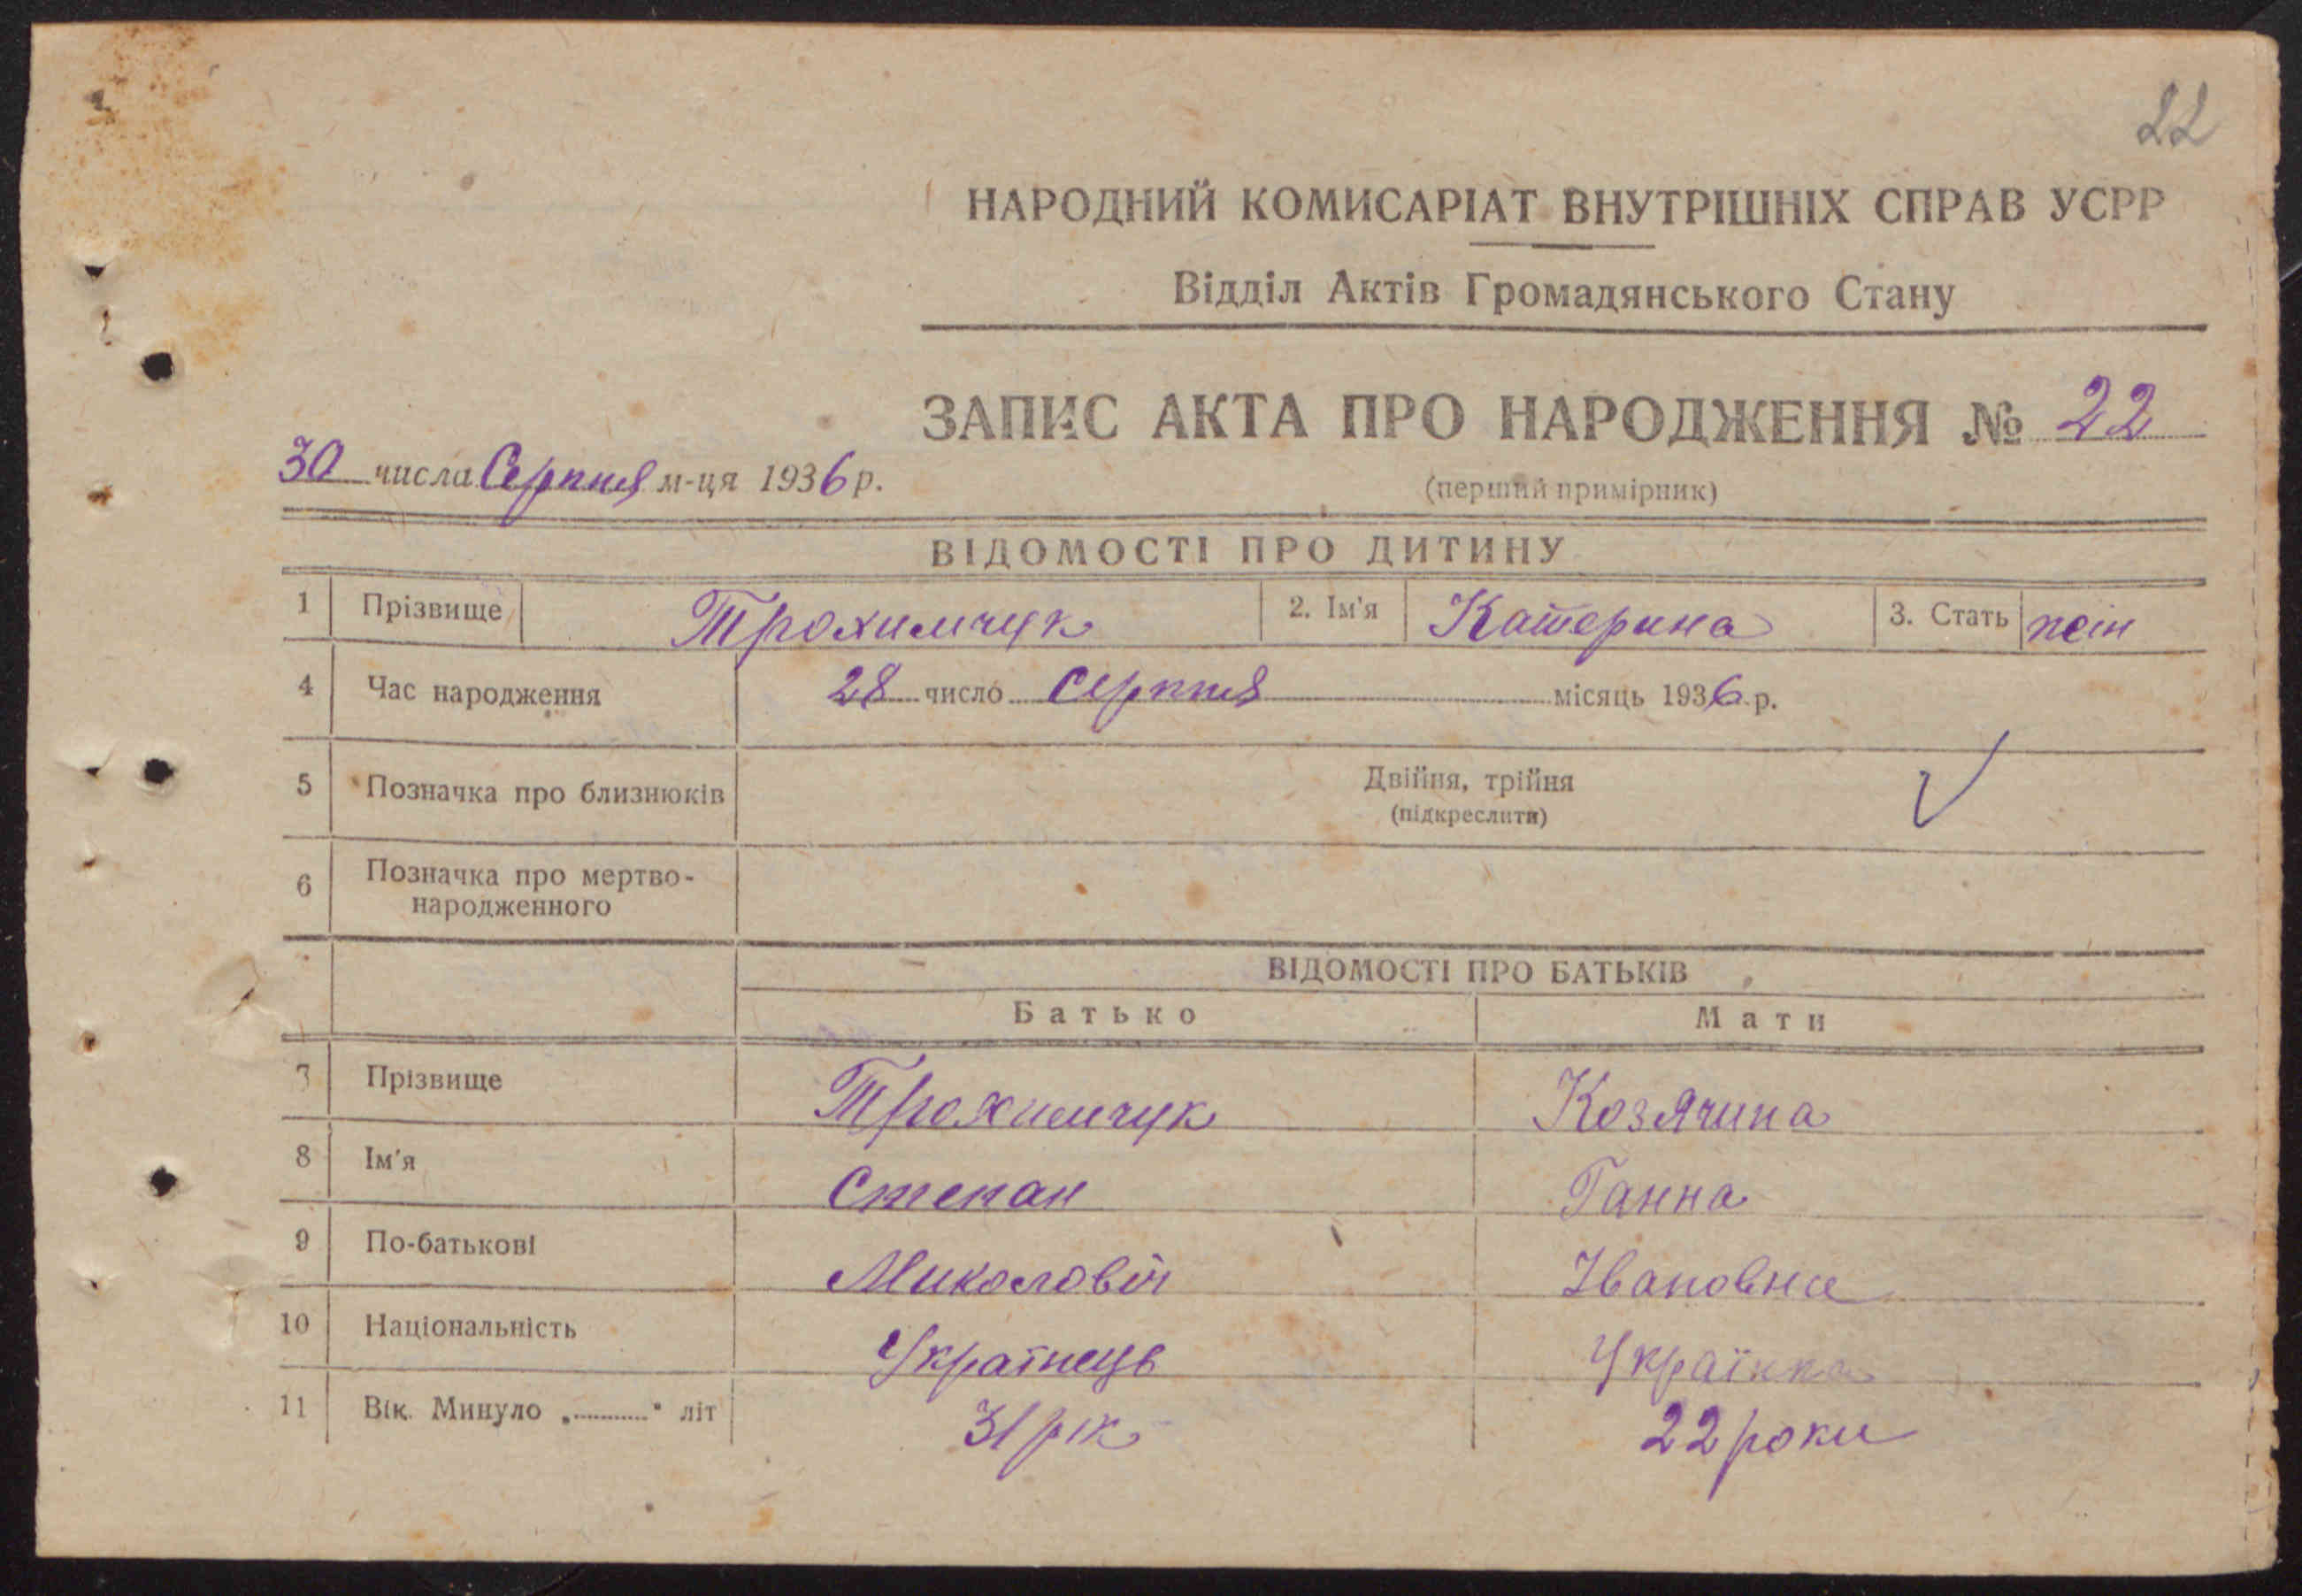 22
НАРОДНИЙ КОМИСАРІАТ ВНУТРІШНІХ СПРАВ УСРР
Відділ Актів Громадянського Стану
ЗАПИС АКТА ПРО НАРОДЖЕННЯ № 22
30 числа Серпня м-ця 1936 р.
(перший примірник)
ВІДОМОСТІ ПРО ДИТИНУ
1 Прізвище Трохимчук 2. Ім'я Катерина 3. Стать
4 Час народження 28 число Серпня місяць 1936 р.
5 Позначка про близнюків Двійня, трійня
(підкреслити)
6 Позначка про мертво-
народженного
ВІДОМОСТІ ПРО БАТЬКІВ
Батько Мати
7 Прізвище Трохимчук Козячина
8 Ім'я Степан Ганна
9 По-батькові Миколовіч Івановна
10 Національність Українець Українка
11 Вік. Минуло „..........“ літ 31 рік 22 роки